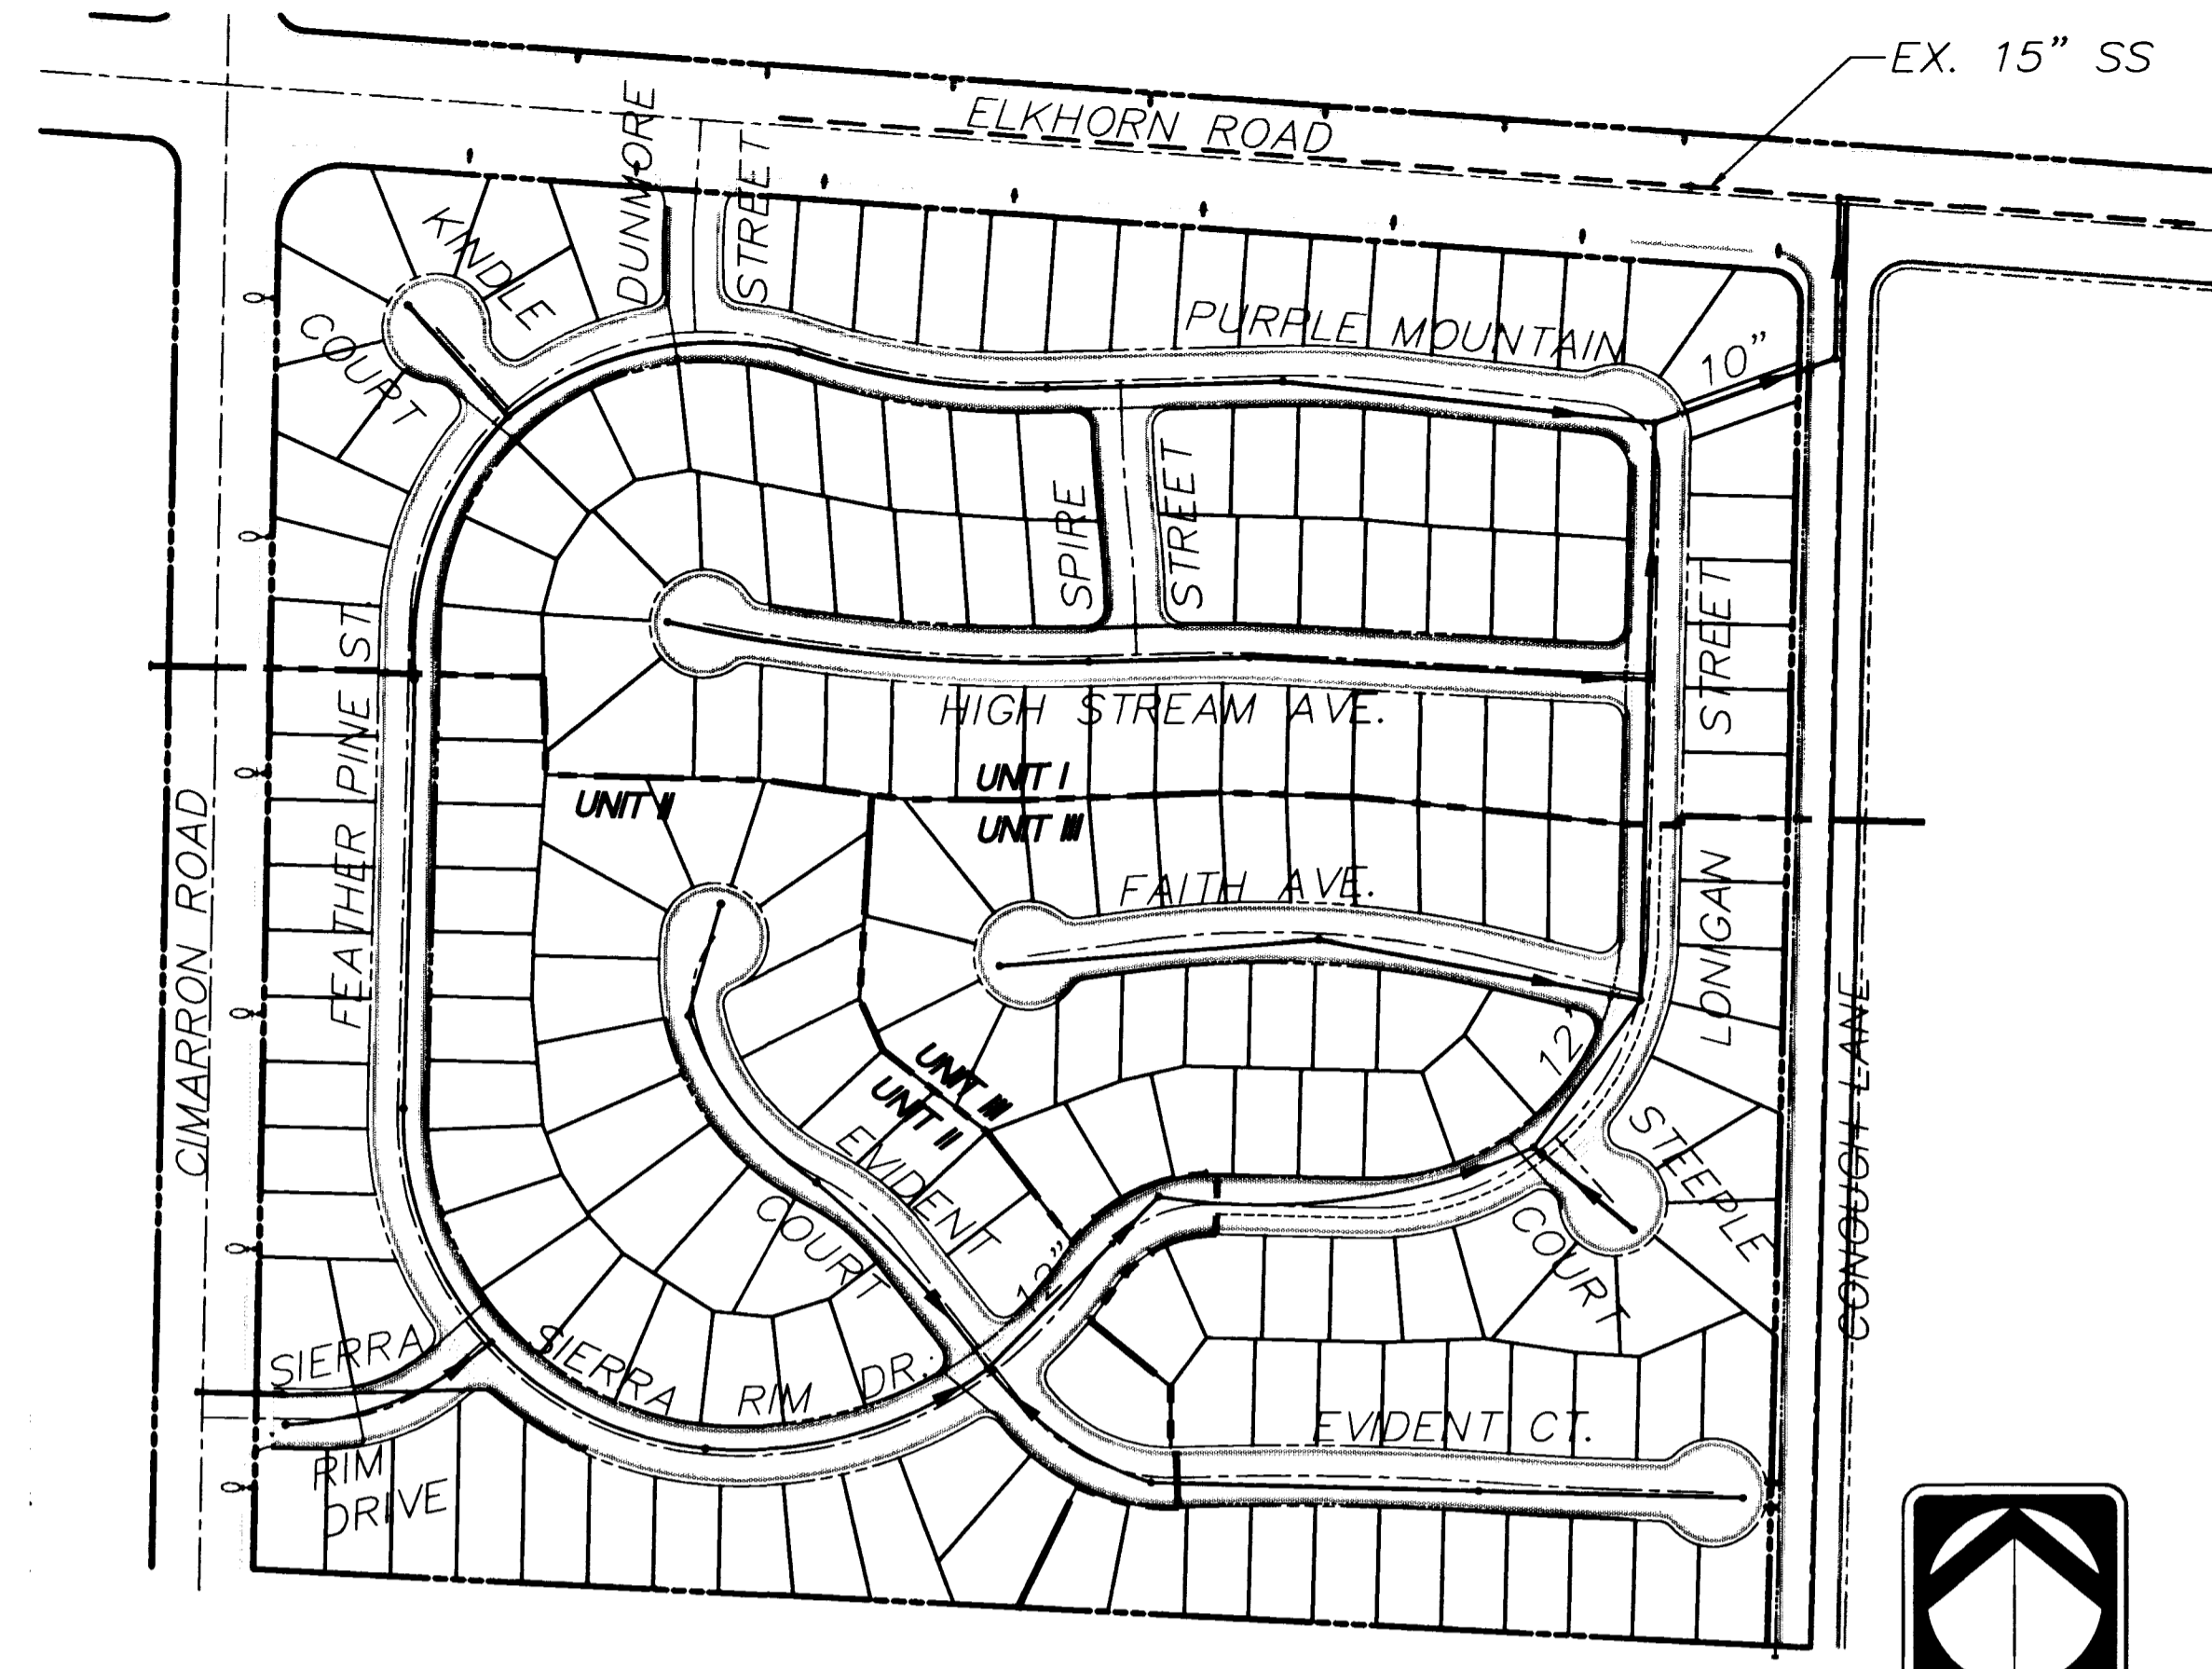 EX. 15" SS
ELKHORN ROAD
DUNMORE
STREET
KINDLE
COURT
PURPLE MOUNTAIN
10"
SPIRE
STREET
STREET
FEATHER PINE ST.
HIGH STREAM AVE.
UNIT I
UNIT II
UNIT III
CIMARRON ROAD
FAITH AVE.
LONIGAN
CONOUGH LANE
12"
UNIT III
UNIT II
STEEPLE
COURT
EVIDENT
COURT
12"
SIERRA
SIERRA RIM DR.
RIM
DRIVE
EVIDENT CT.